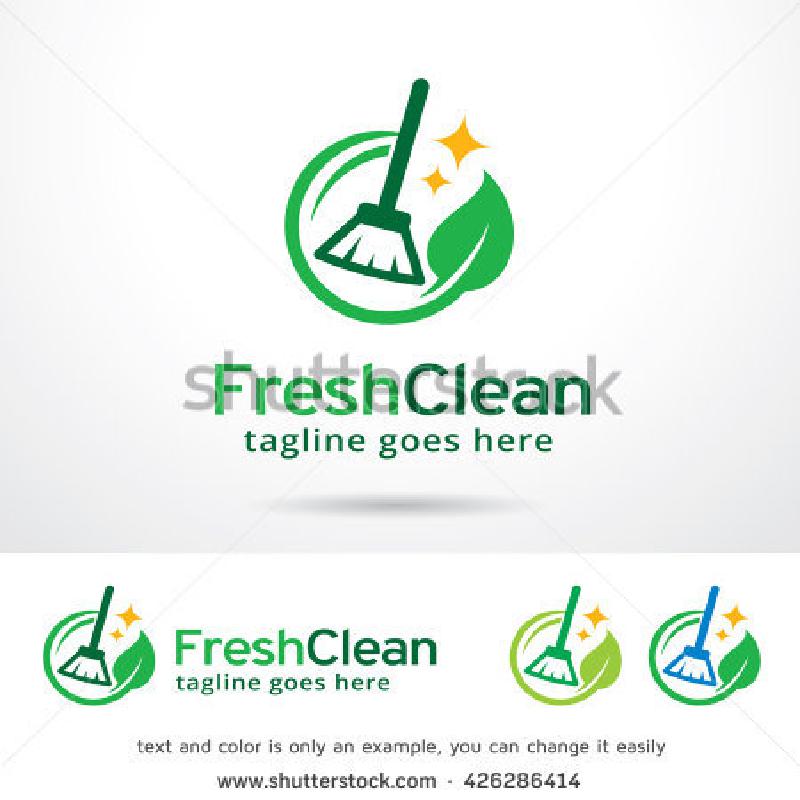 shutterstock
FreshClean
tagline goes here
FreshClean
tagline goes here
text and color is only an example, you can change it easily
www.shutterstock.com · 426286414